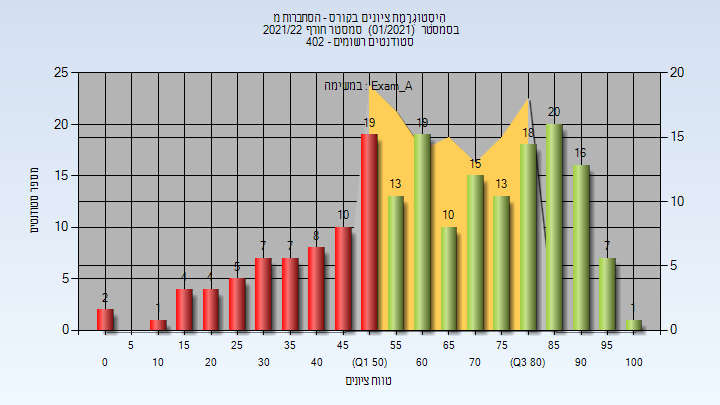 היסטוגרמת ציונים בקורס - הסתברות מ
בסמסטר (01/2021) סמסטר חורף 2021/22
סטודנטים רשומים - 402
במשימה : Exam_A
מספר סטודנטים
25 20 15 10 5 0
20 15 10 5 0
2 1 4 4 5 7 7 8 10 19 13 19 10 15 13 18 20 16 7 1
5 15 25 35 45 55 65 75 85 95
0 10 20 30 40 (Q1 50) 60 70 (Q3 80) 90 100
טווח ציונים